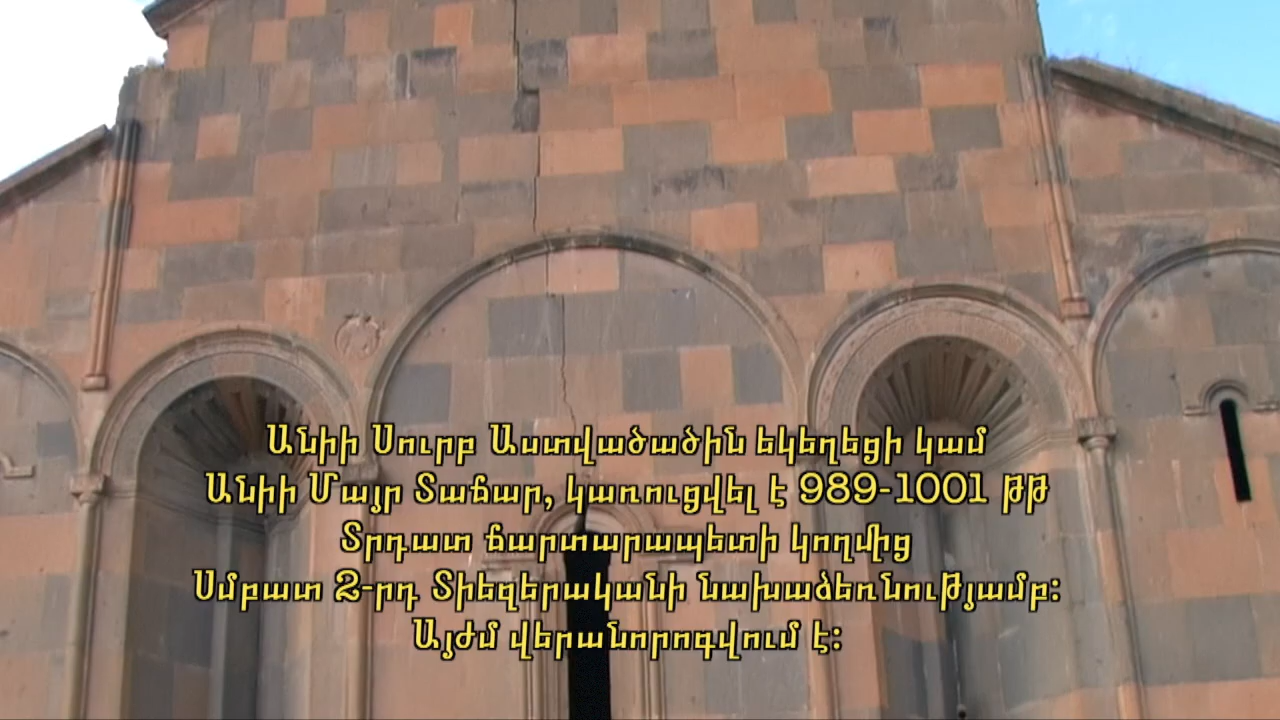 Անիի Սուրբ Աստվածածին եկեղեցի կամ
Անիի Մայր Տաճար, կառուցվել է 989-1001 թթ
Տրդատ ճարտարապետի կողմից
Սմբատ 2-րդ Տիեզերականի նախաձեռնությամբ:
Այժմ վերանորոգվում է: